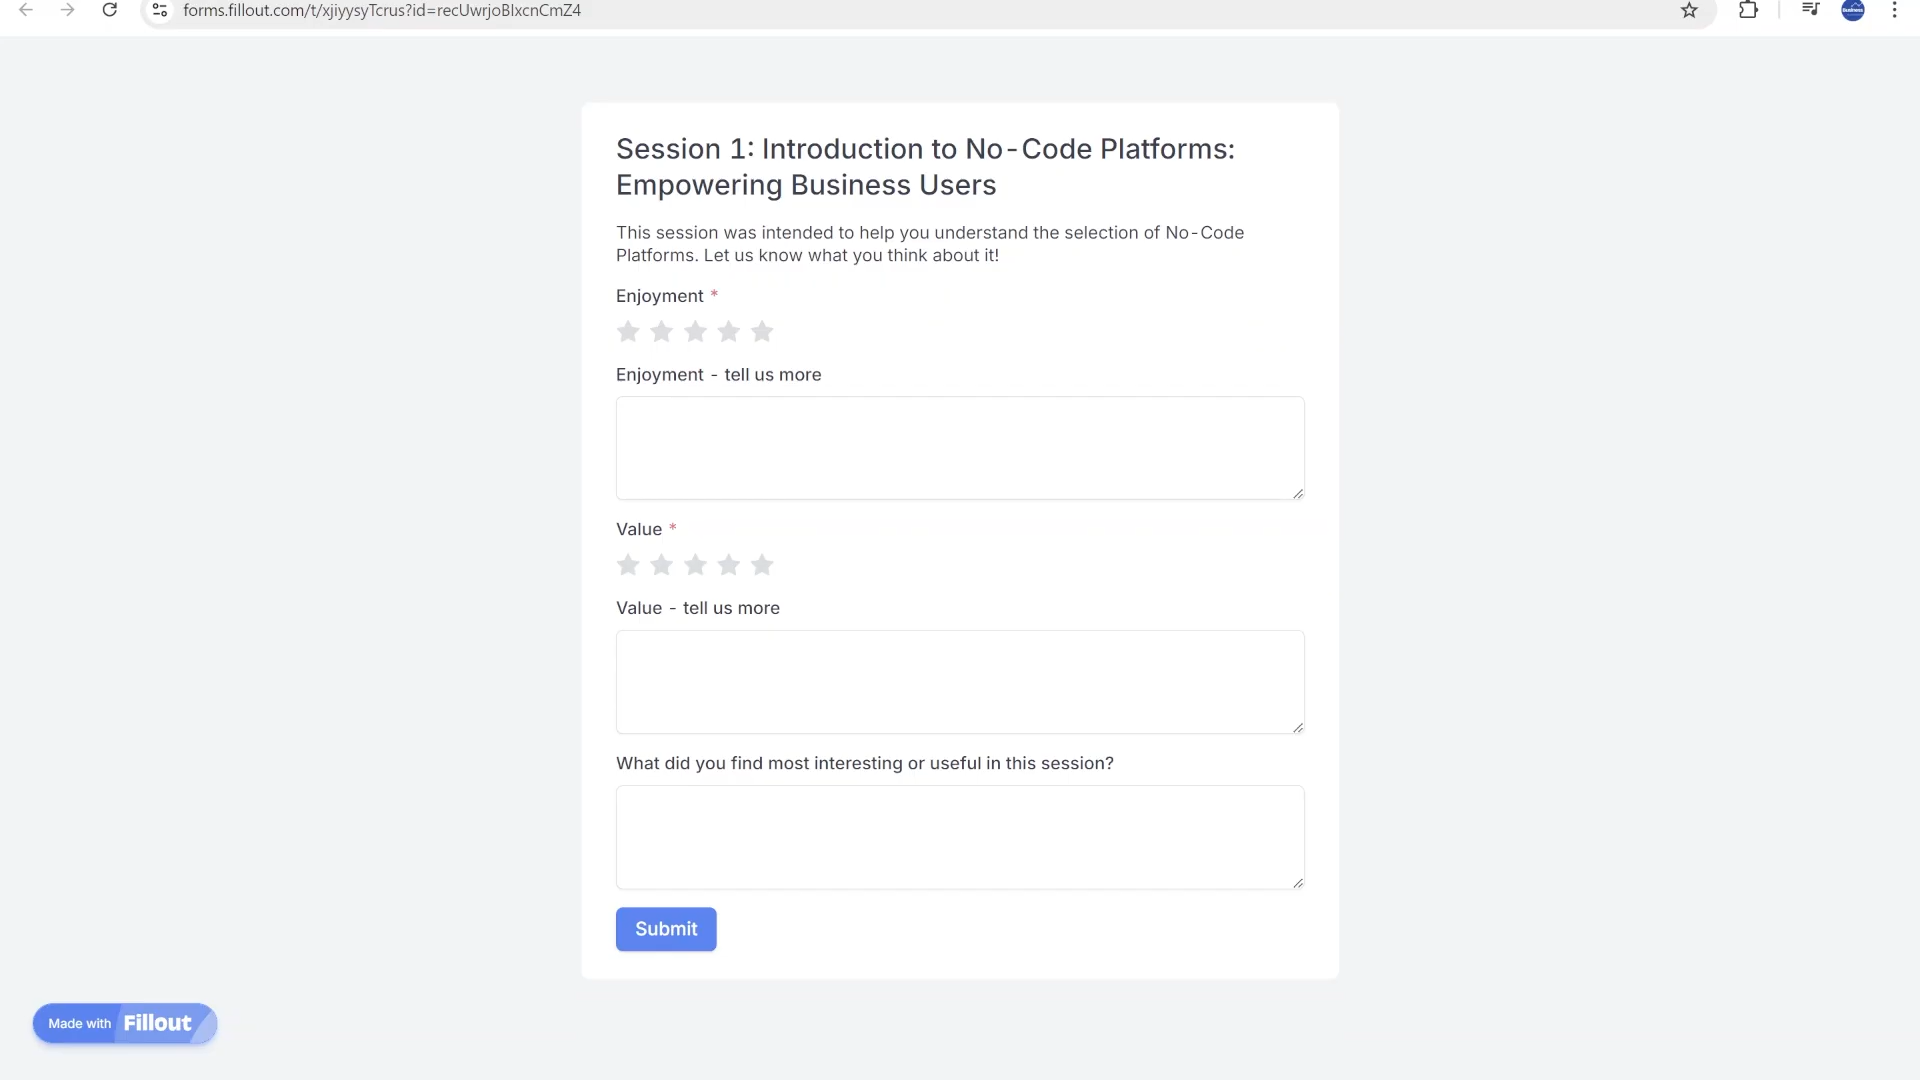 forms.fillout.com/t/xjiyysyTcrus?id=recUwrjoBIxcnCmZ4
Business
Session 1: Introduction to No-Code Platforms:
Empowering Business Users
This session was intended to help you understand the selection of No-Code
Platforms. Let us know what you think about it!
Enjoyment *
Enjoyment - tell us more
Value *
Value - tell us more
What did you find most interesting or useful in this session?
Submit
Made with Fillout